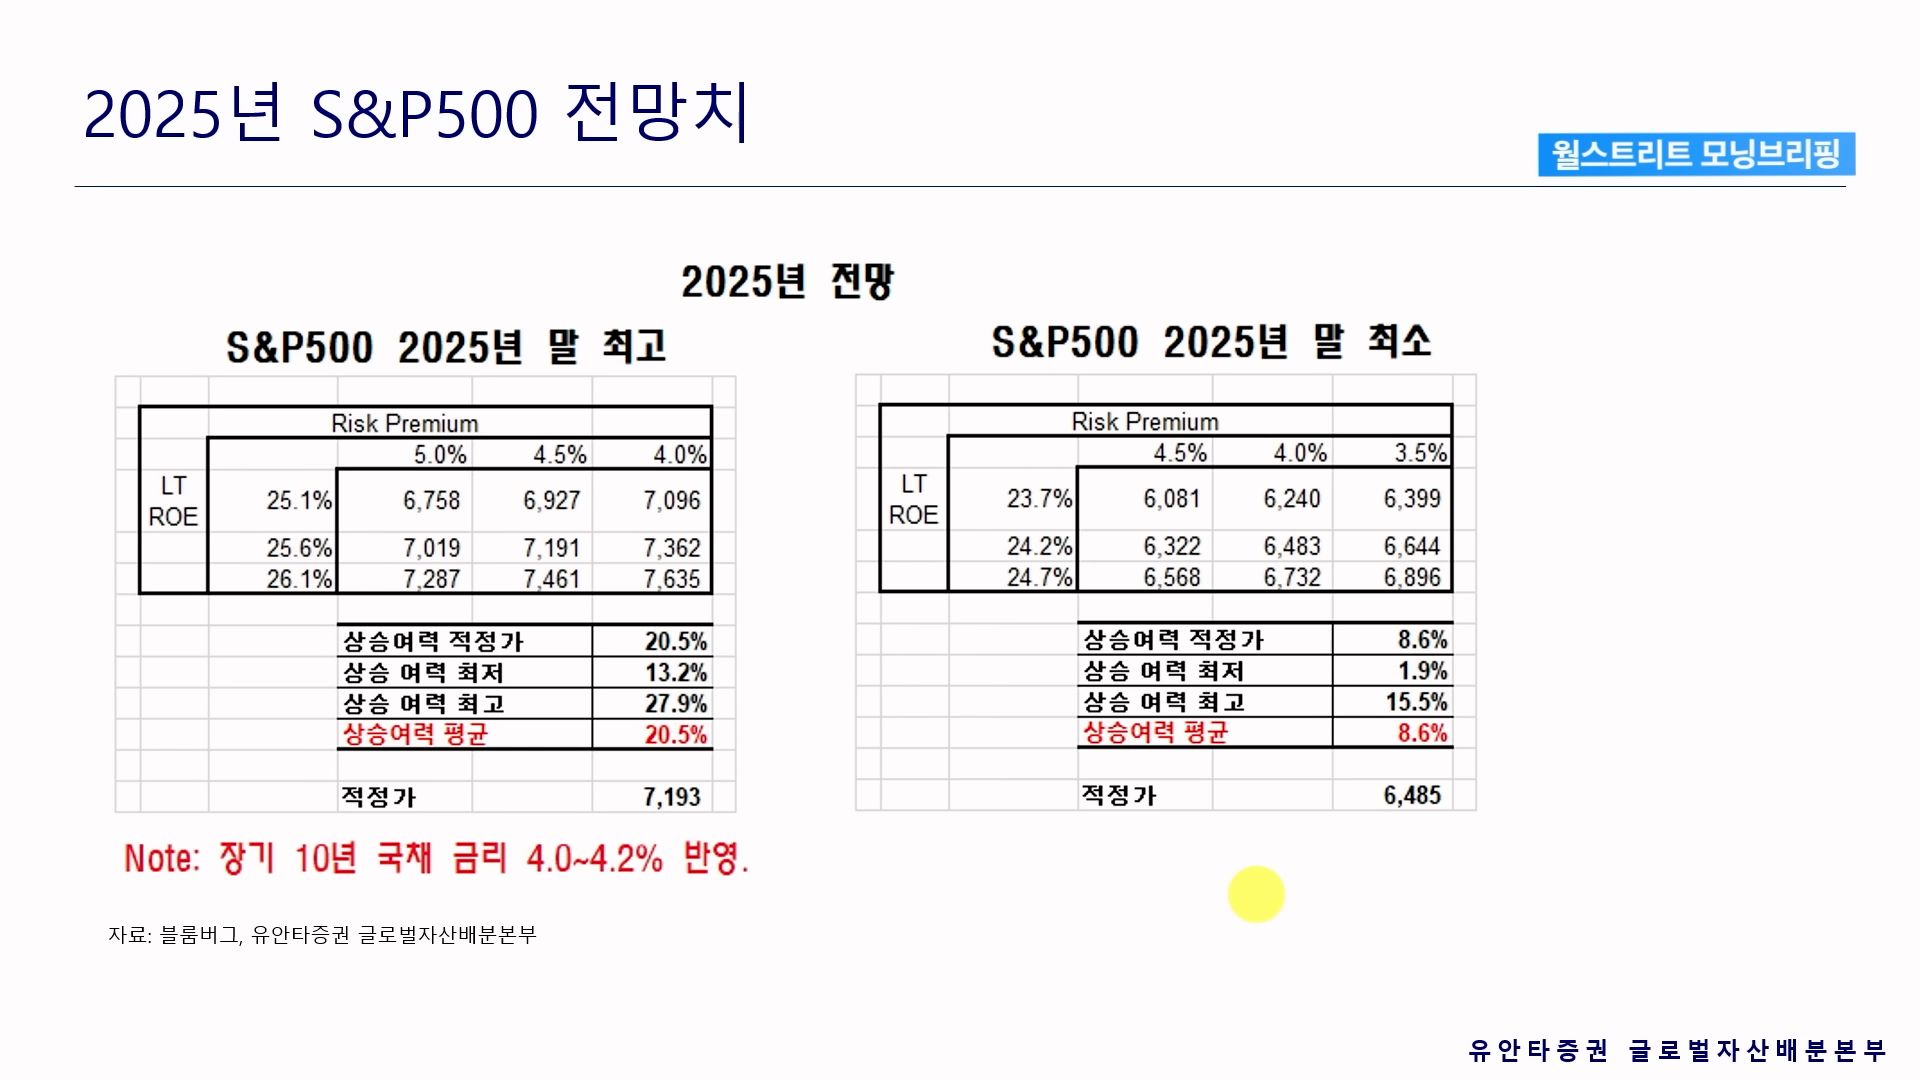 2025년 S&P500 전망치
월스트리트 모닝브리핑
2025년 전망
S&P500 2025년 말 최고
Risk Premium
5.0% 4.5% 4.0%
LT ROE
25.1% 6,758 6,927 7,096
25.6% 7,019 7,191 7,362
26.1% 7,287 7,461 7,635
상승여력 적정가 20.5%
상승 여력 최저 13.2%
상승 여력 최고 27.9%
상승여력 평균 20.5%
적정가 7,193
S&P500 2025년 말 최소
Risk Premium
4.5% 4.0% 3.5%
LT ROE
23.7% 6,081 6,240 6,399
24.2% 6,322 6,483 6,644
24.7% 6,568 6,732 6,896
상승여력 적정가 8.6%
상승 여력 최저 1.9%
상승 여력 최고 15.5%
상승여력 평균 8.6%
적정가 6,485
Note: 장기 10년 국채 금리 4.0~4.2% 반영.
자료: 블룸버그, 유안타증권 글로벌자산배분본부
유안타증권 글로벌자산배분본부